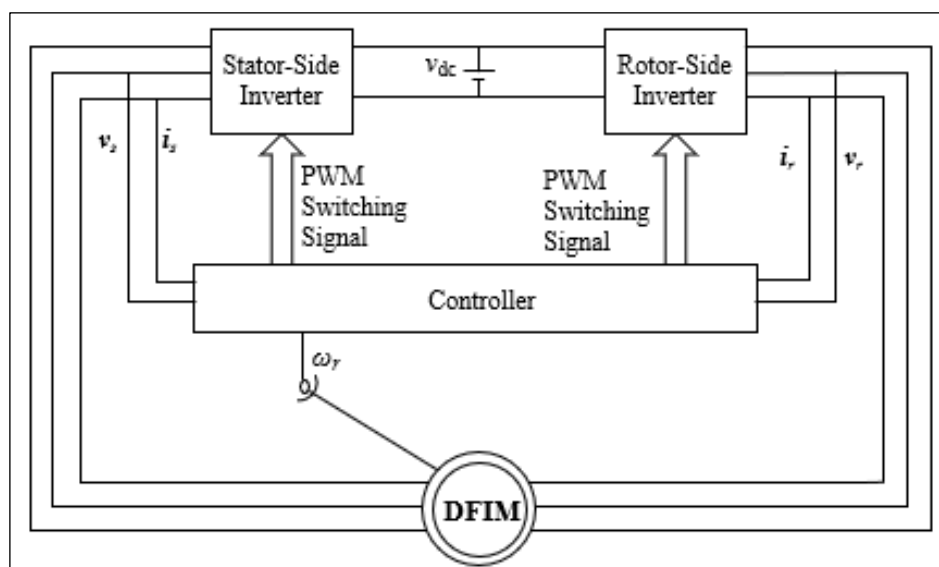 Stator-Side
Inverter
v_dc
Rotor-Side
Inverter
v_s
i_s
PWM
Switching
Signal
PWM
Switching
Signal
i_r
v_r
Controller
ω_r
DFIM